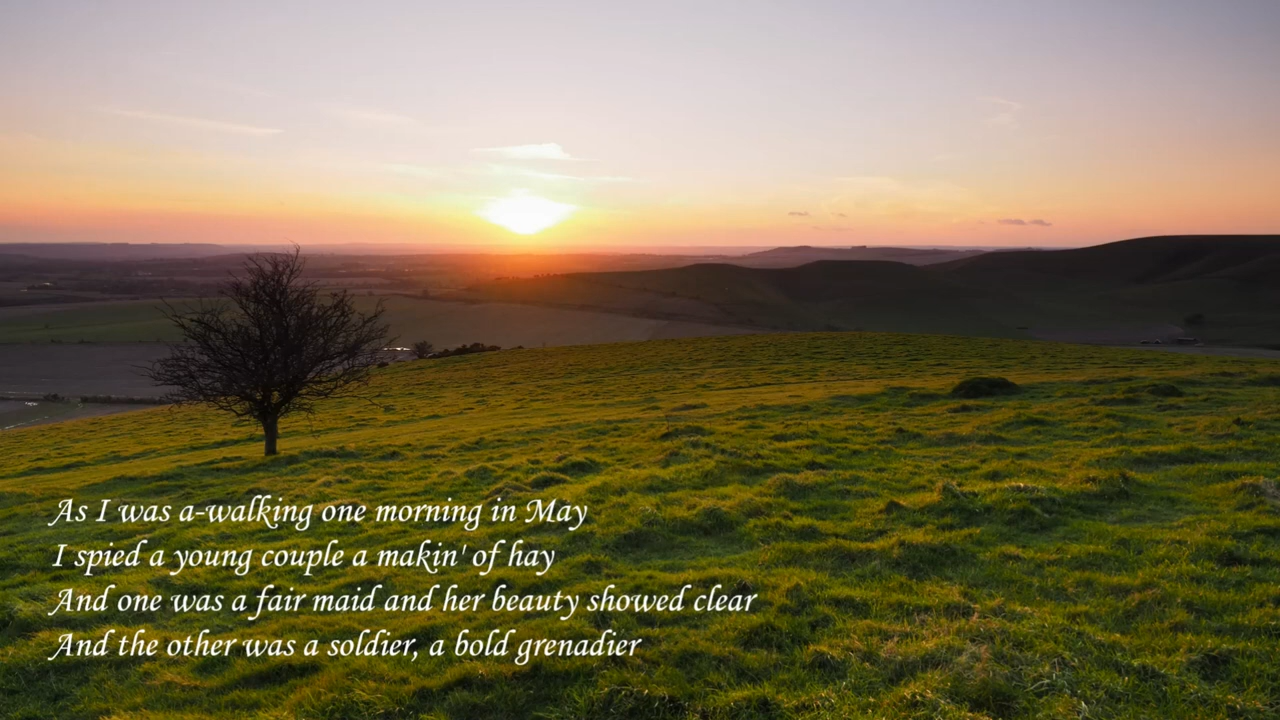 As I was a-walking one morning in May
I spied a young couple a makin' of hay
And one was a fair maid and her beauty showed clear
And the other was a soldier, a bold grenadier